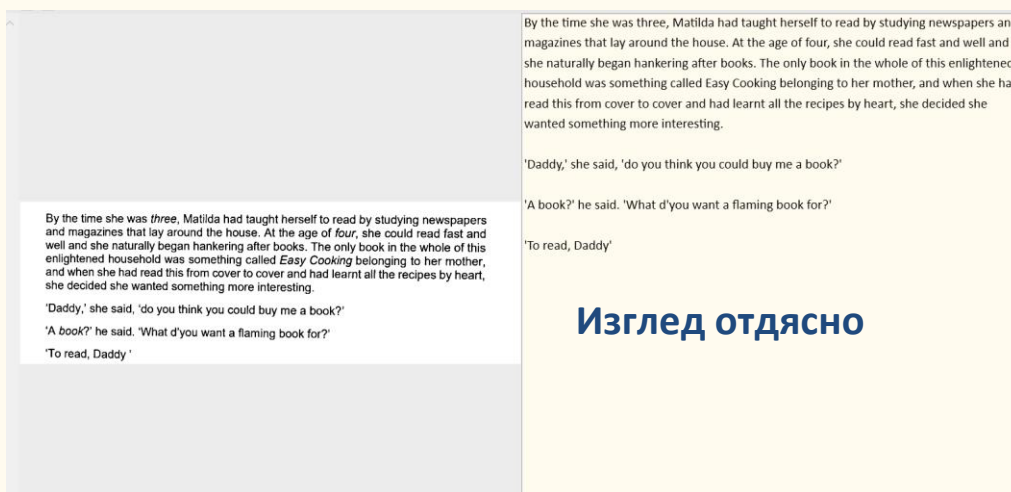 By the time she was three, Matilda had taught herself to read by studying newspapers
and magazines that lay around the house. At the age of four, she could read fast and
well and she naturally began hankering after books. The only book in the whole of this
enlightened household was something called Easy Cooking belonging to her mother,
and when she had read this from cover to cover and had learnt all the recipes by heart,
she decided she wanted something more interesting.
'Daddy,' she said, 'do you think you could buy me a book?'
'A book?' he said. 'What d'you want a flaming book for?'
'To read, Daddy '
By the time she was three, Matilda had taught herself to read by studying newspapers an
magazines that lay around the house. At the age of four, she could read fast and well and
she naturally began hankering after books. The only book in the whole of this enlightened
household was something called Easy Cooking belonging to her mother, and when she ha
read this from cover to cover and had learnt all the recipes by heart, she decided she
wanted something more interesting.
'Daddy,' she said, 'do you think you could buy me a book?'
'A book?' he said. 'What d'you want a flaming book for?'
'To read, Daddy'
Изглед отдясно